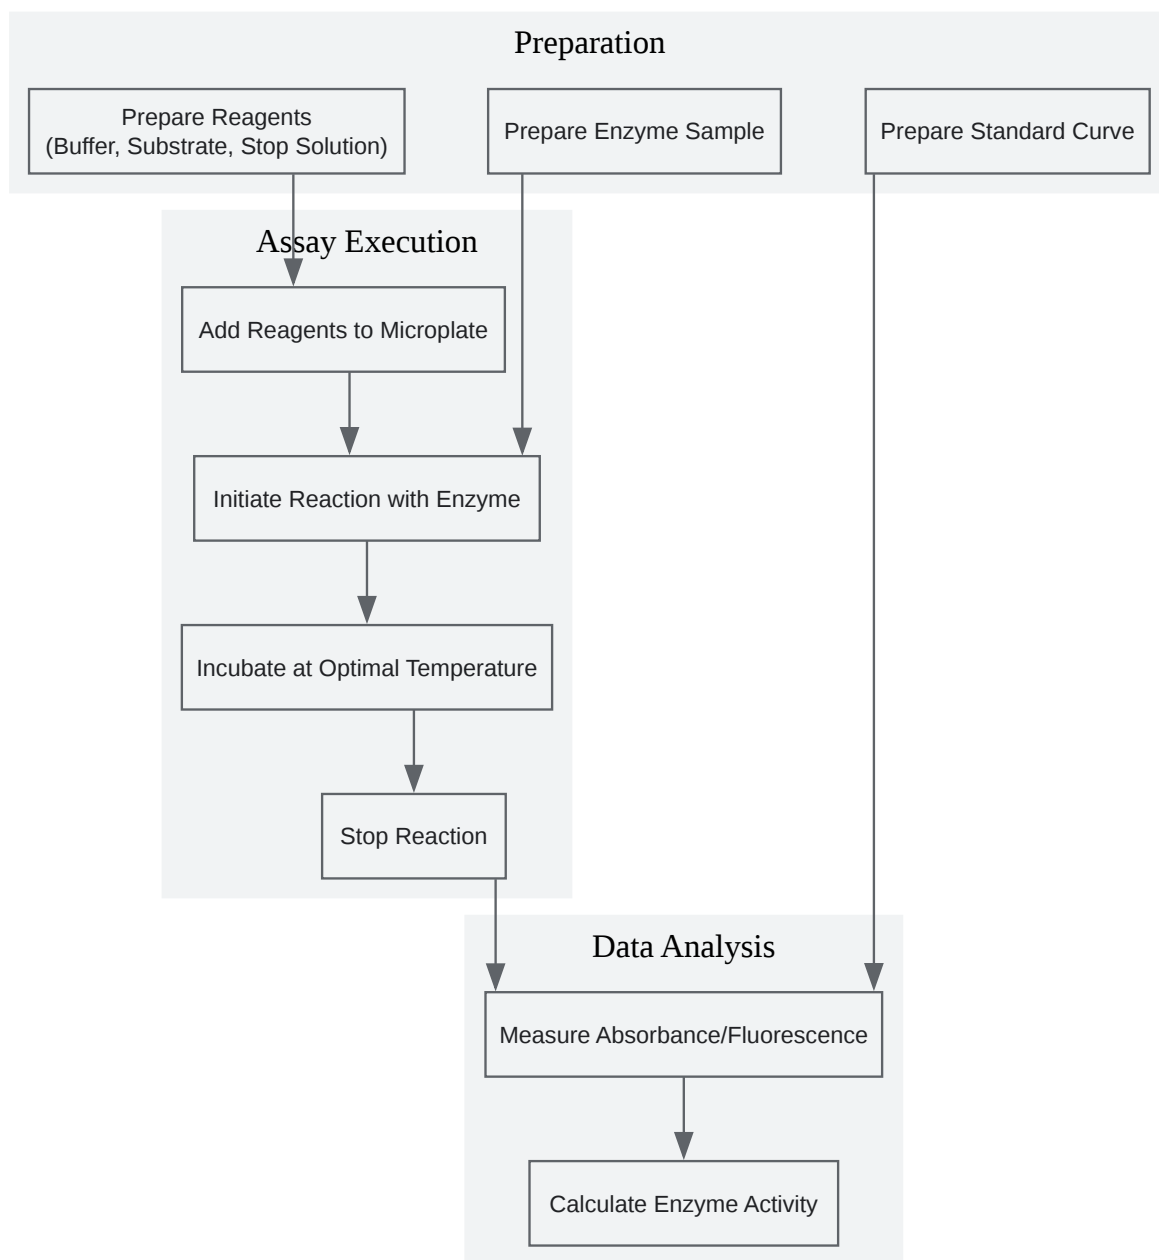 Preparation
Prepare Reagents
(Buffer, Substrate, Stop Solution)
Prepare Enzyme Sample
Prepare Standard Curve
Assay Execution
Add Reagents to Microplate
Initiate Reaction with Enzyme
Incubate at Optimal Temperature
Stop Reaction
Data Analysis
Measure Absorbance/Fluorescence
Calculate Enzyme Activity